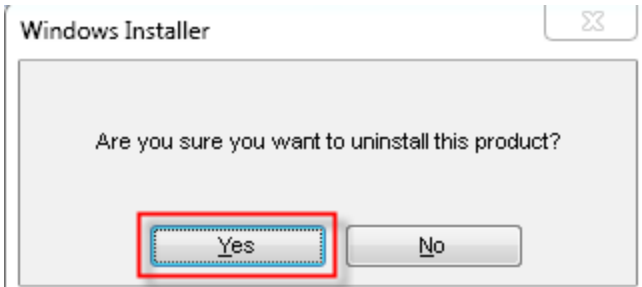 Windows Installer
Are you sure you want to uninstall this product?
Yes
No